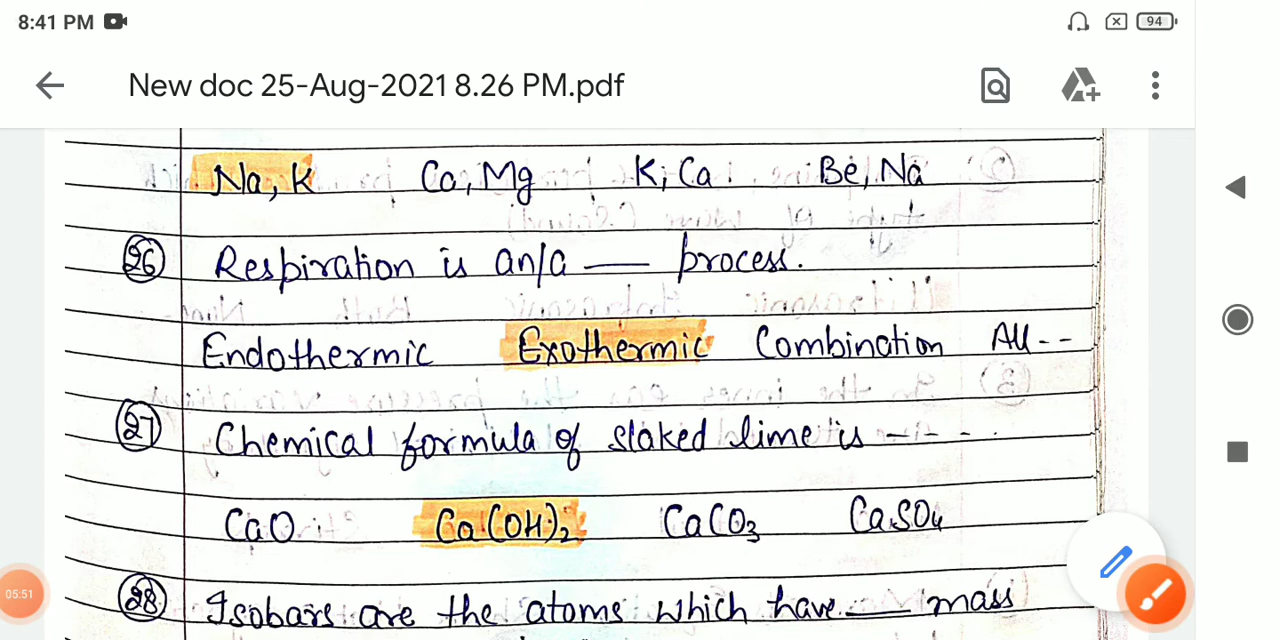 8:41 PM 94
New doc 25-Aug-2021 8.26 PM.pdf
Na, K Ca, Mg K, Ca Be, Na
26 Respiration is an/a — process.
Endothermic Exothermic Combination All --
27 Chemical formula of slaked lime is ----.
CaO Ca(OH)2 CaCO3 CaSO4
28 Isobars are the atoms which have — mass
05:51